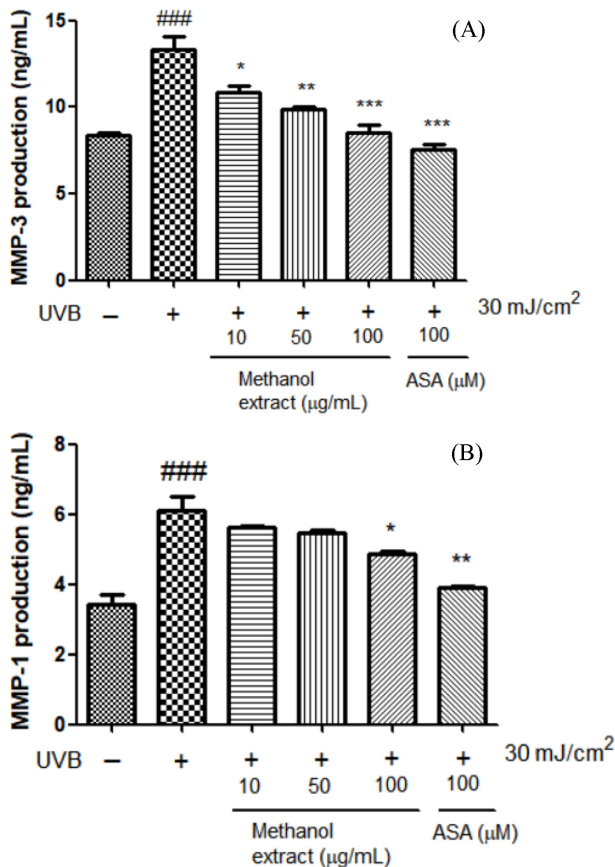 (A)
MMP-3 production (ng/mL)
15
10
5
0
###
*
**
***
***
UVB – + + + + + 30 mJ/cm²
10 50 100 100
Methanol ASA (μM)
extract (μg/mL)
(B)
MMP-1 production (ng/mL)
8
6
4
2
0
###
*
**
UVB – + + + + + 30 mJ/cm²
10 50 100 100
Methanol ASA (μM)
extract (μg/mL)